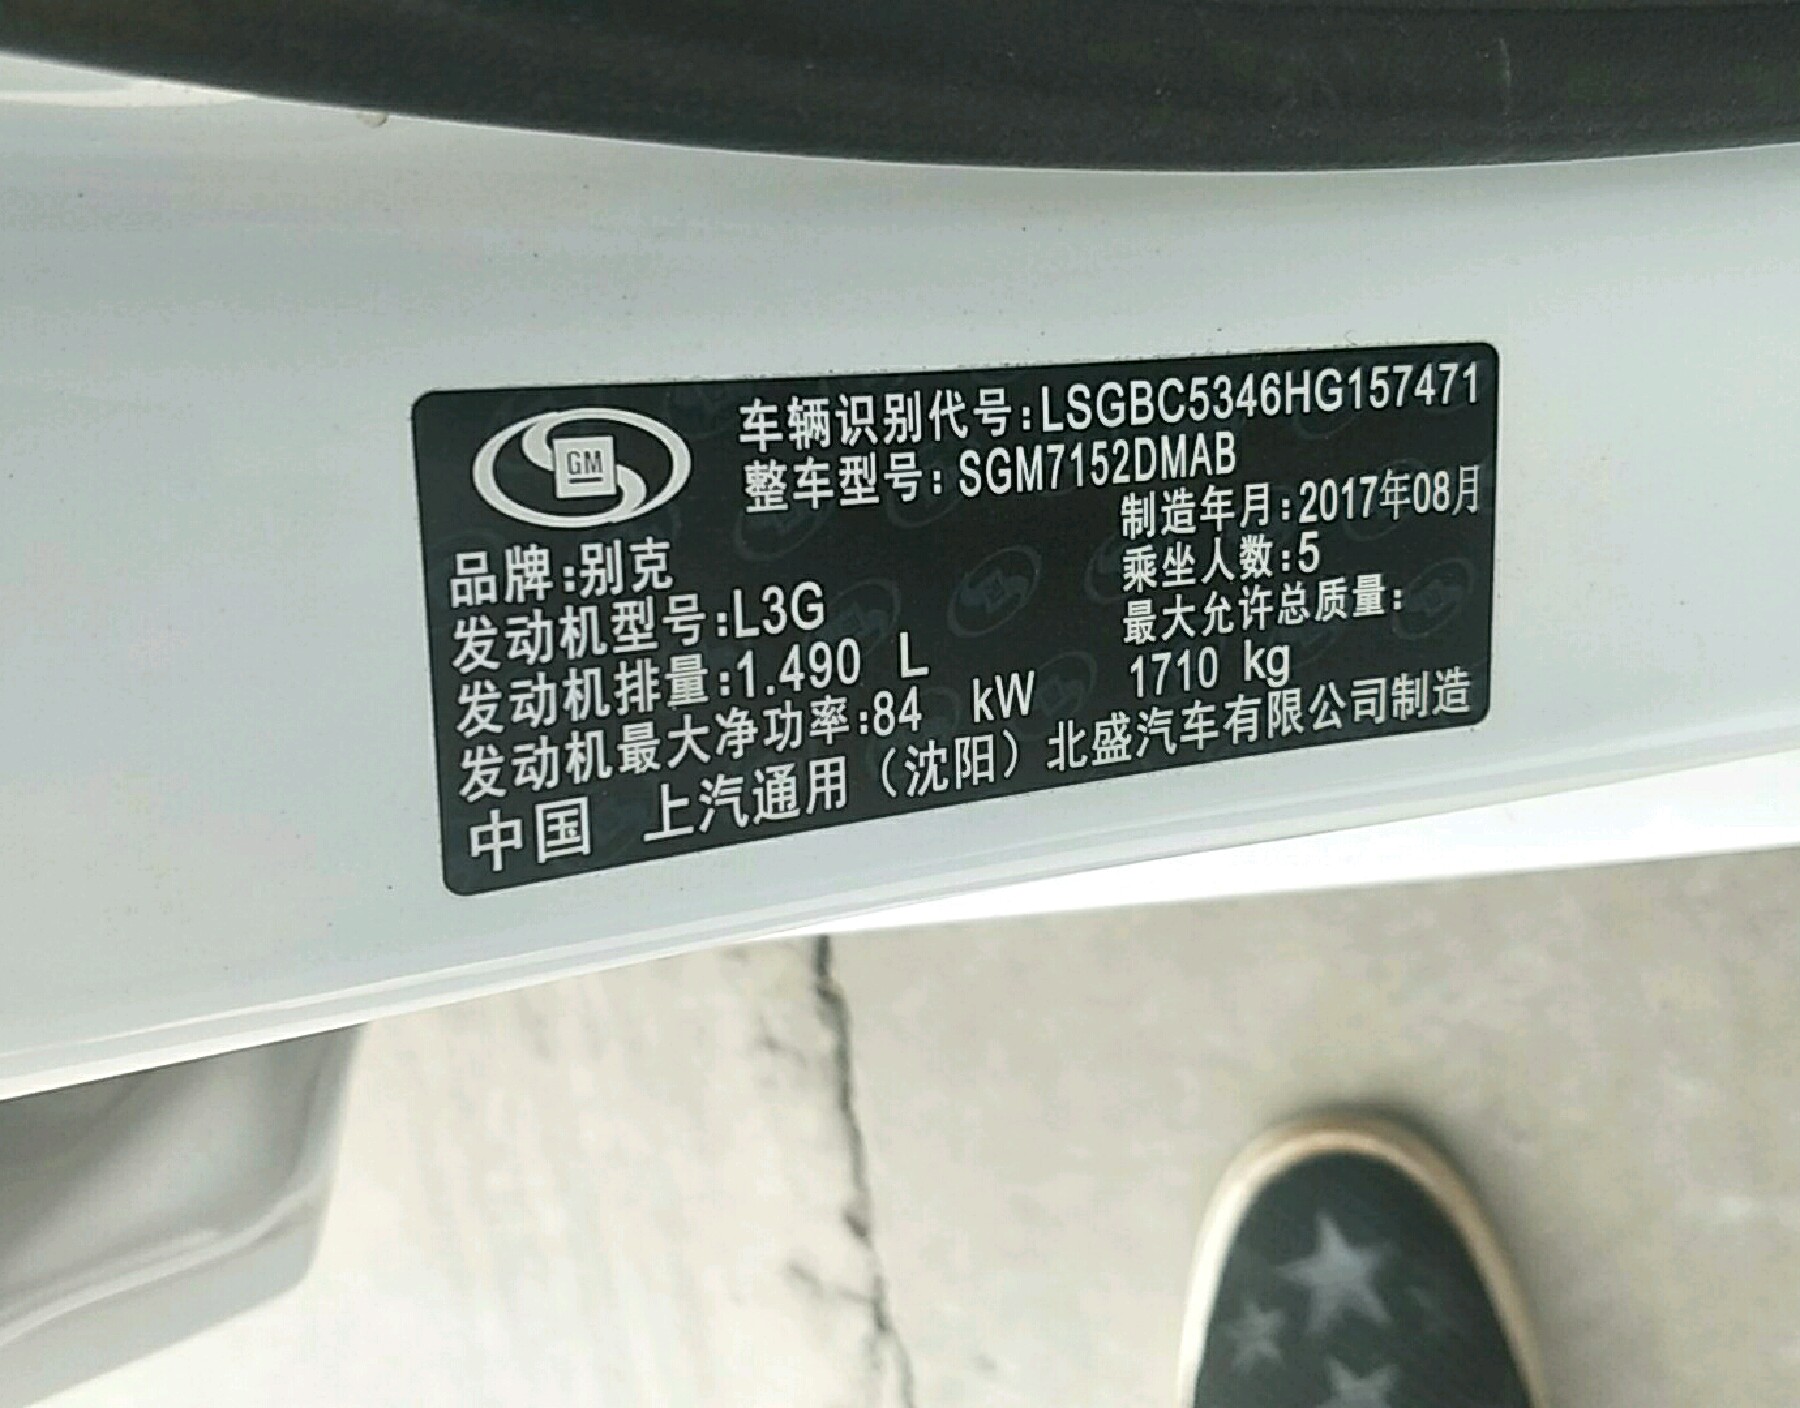 GM
车辆识别代号:LSGBC5346HG157471
整车型号:SGM7152DMAB
制造年月:2017年08月
品牌:别克
乘坐人数:5
发动机型号:L3G
最大允许总质量:
发动机排量:1.490 L
1710 kg
发动机最大净功率:84 kW
中国 上汽通用（沈阳）北盛汽车有限公司制造